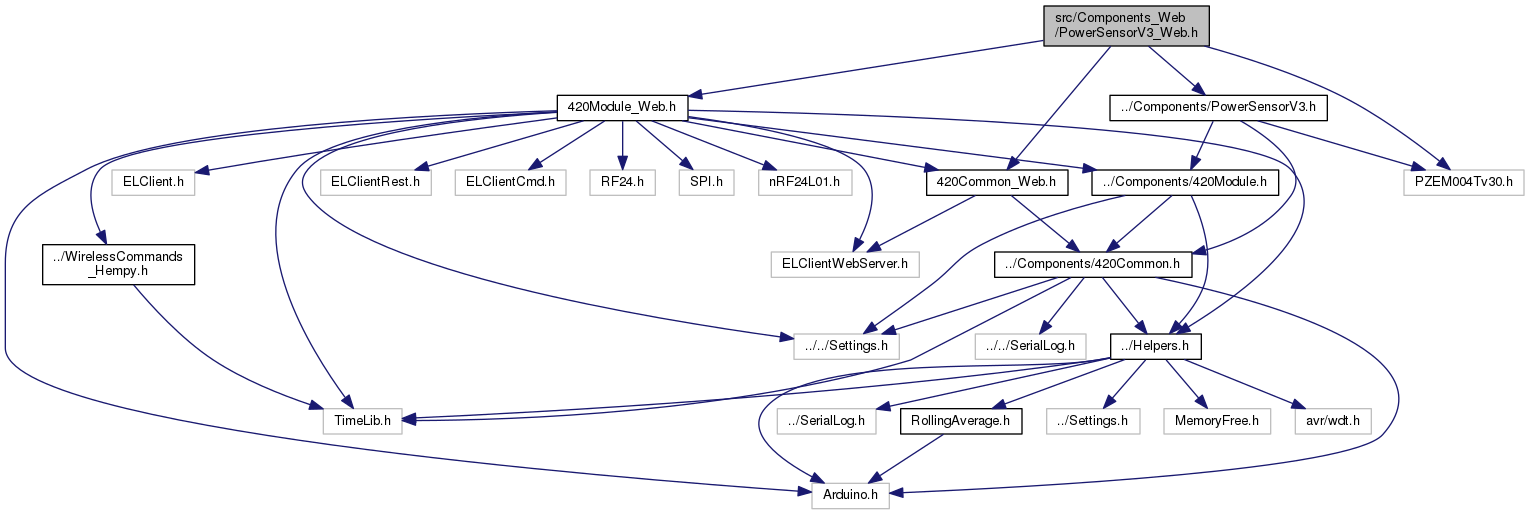 src/Components_Web
/PowerSensorV3_Web.h
420Module_Web.h
../Components/PowerSensorV3.h
ELClient.h
ELClientRest.h
ELClientCmd.h
RF24.h
SPI.h
nRF24L01.h
420Common_Web.h
../Components/420Module.h
PZEM004Tv30.h
../WirelessCommands
_Hempy.h
ELClientWebServer.h
../Components/420Common.h
../../Settings.h
../../SerialLog.h
../Helpers.h
TimeLib.h
../SerialLog.h
RollingAverage.h
../Settings.h
MemoryFree.h
avr/wdt.h
Arduino.h